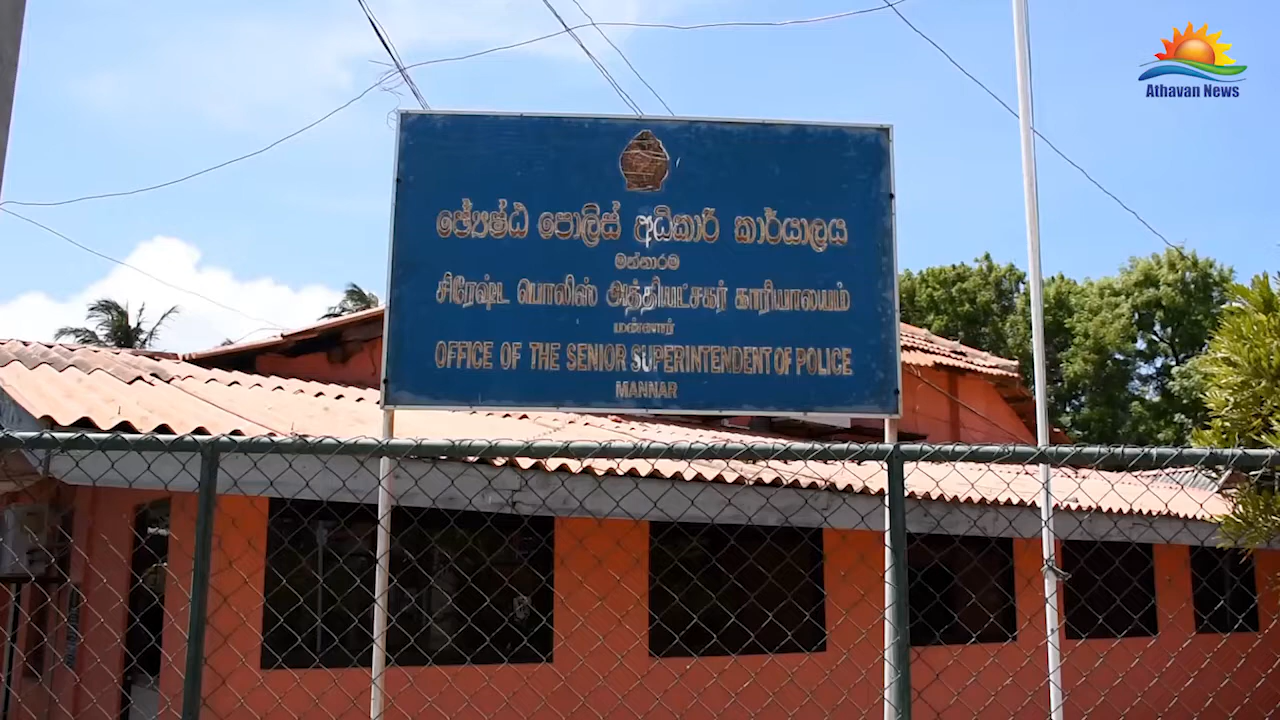 Athavan News
ජ්‍යේෂ්ඨ පොලිස් අධිකාරි කාර්යාලය
මන්නාරම
சிரேஷ்ட பொலிஸ் அத்தியட்சகர் காரியாலயம்
மன்னார்
OFFICE OF THE SENIOR SUPERINTENDENT OF POLICE
MANNAR